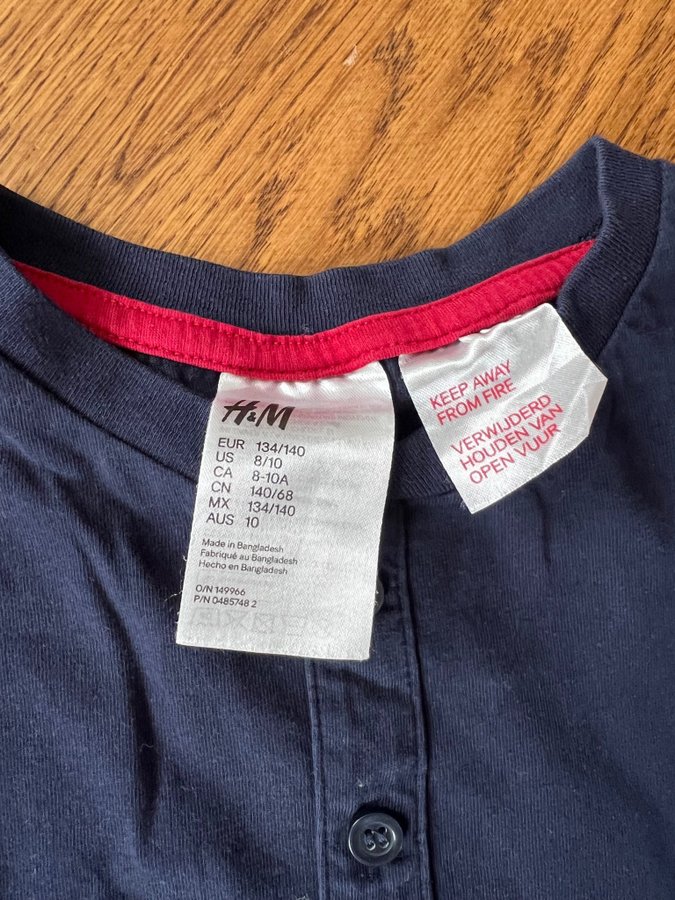 H&M
EUR 134/140
US 8/10
CA 8-10A
CN 140/68
MX 134/140
AUS 10
Made in Bangladesh
Fabriqué au Bangladesh
Hecho en Bangladesh
O/N 149966
P/N 0485748 2
KEEP AWAY
FROM FIRE
VERWIJDERD
HOUDEN VAN
OPEN VUUR